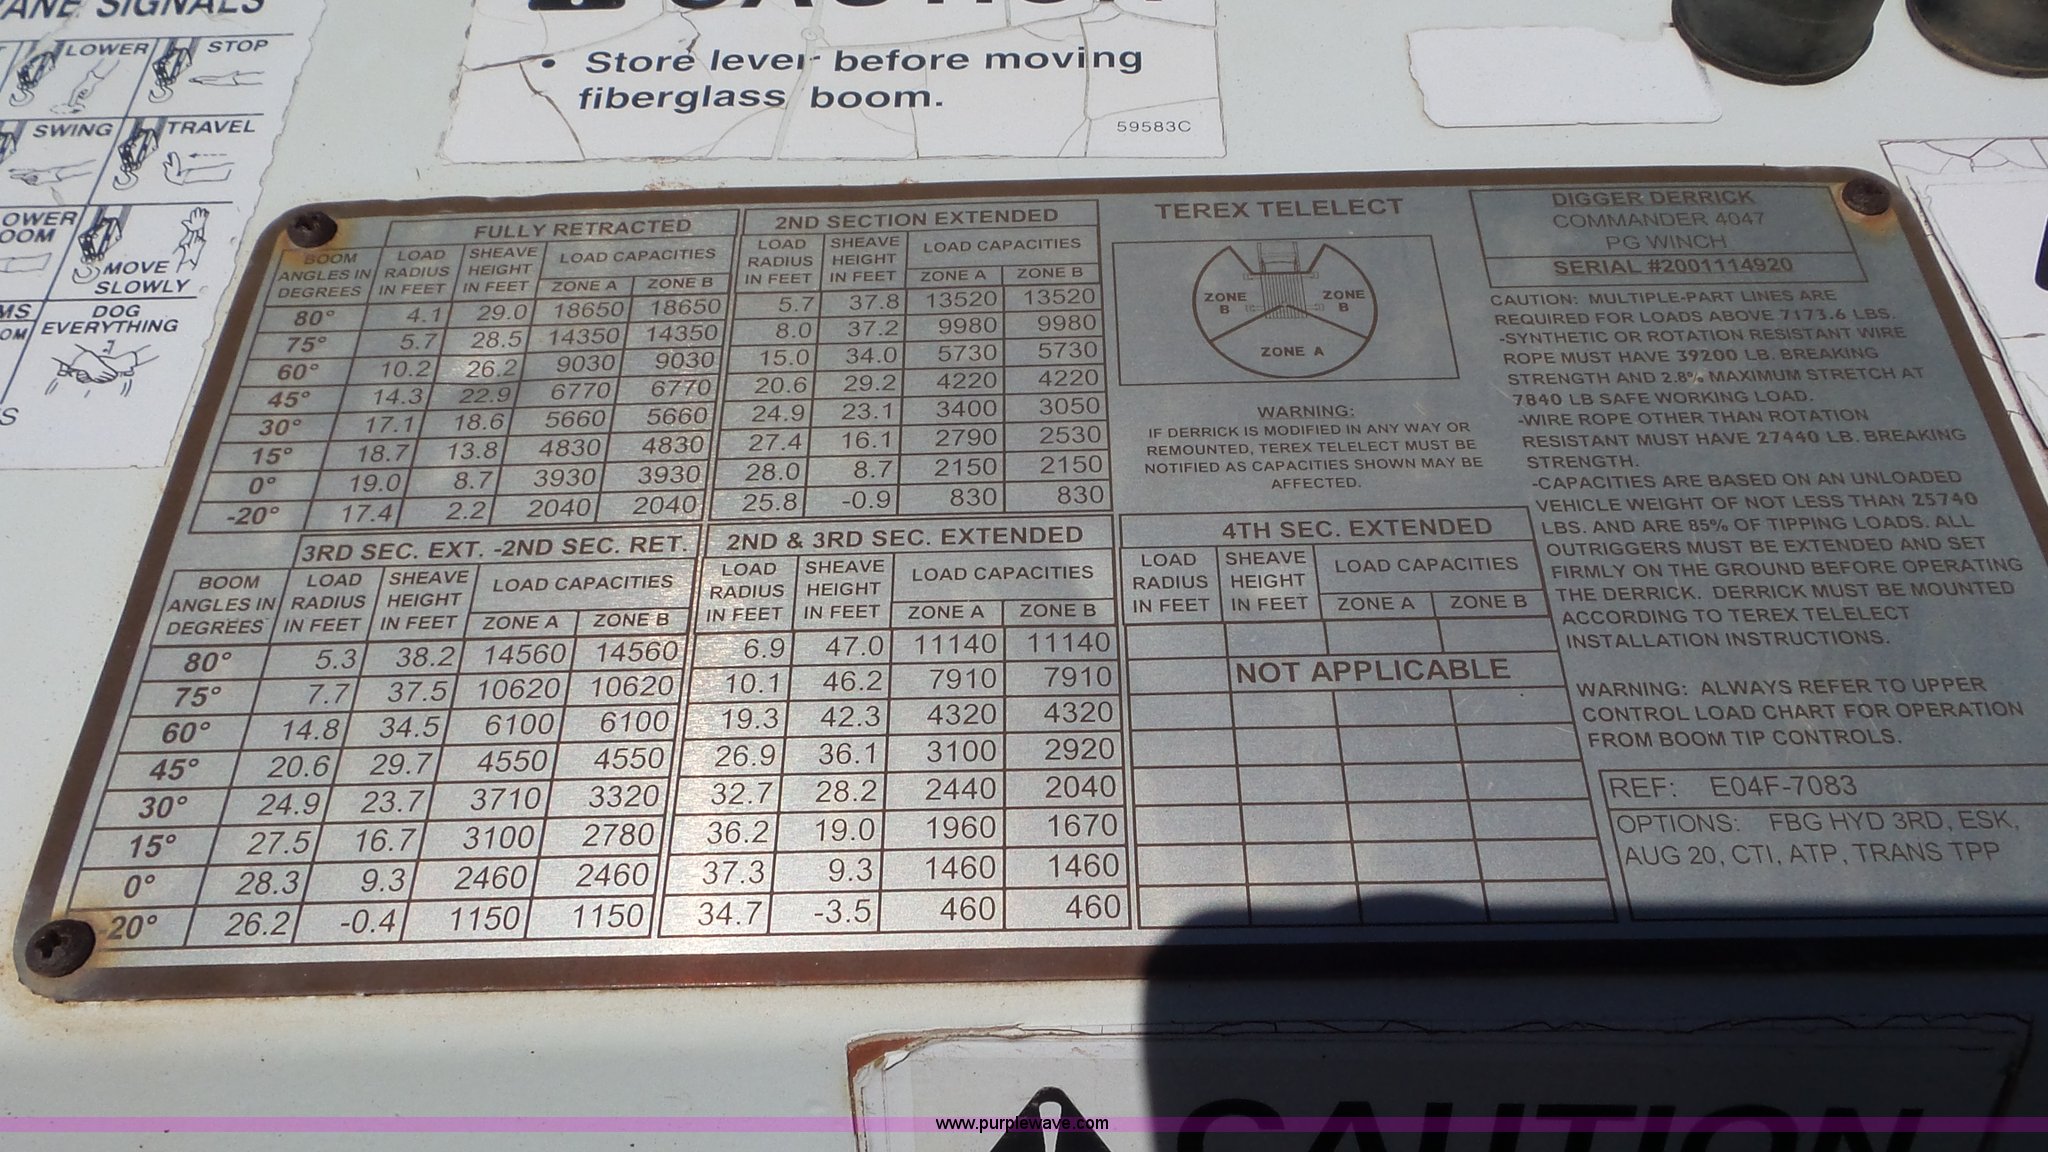 ANE SIGNALS
LOWER
STOP
SWING
TRAVEL
OWER
OOM
MOVE
SLOWLY
MS
OM
DOG
EVERYTHING
S
CAUTION
• Store lever before moving
fiberglass boom.
59583C
FULLY RETRACTED
BOOM ANGLES IN DEGREES LOAD RADIUS IN FEET SHEAVE HEIGHT IN FEET LOAD CAPACITIES
ZONE A ZONE B
80° 4.1 29.0 18650 18650
75° 5.7 28.5 14350 14350
60° 10.2 26.2 9030 9030
45° 14.3 22.9 6770 6770
30° 17.1 18.6 5660 5660
15° 18.7 13.8 4830 4830
0° 19.0 8.7 3930 3930
-20° 17.4 2.2 2040 2040
2ND SECTION EXTENDED
LOAD RADIUS IN FEET SHEAVE HEIGHT IN FEET LOAD CAPACITIES
ZONE A ZONE B
5.7 37.8 13520 13520
8.0 37.2 9980 9980
15.0 34.0 5730 5730
20.6 29.2 4220 4220
24.9 23.1 3400 3050
27.4 16.1 2790 2530
28.0 8.7 2150 2150
25.8 -0.9 830 830
3RD SEC. EXT. -2ND SEC. RET.
BOOM ANGLES IN DEGREES LOAD RADIUS IN FEET SHEAVE HEIGHT IN FEET LOAD CAPACITIES
ZONE A ZONE B
80° 5.3 38.2 14560 14560
75° 7.7 37.5 10620 10620
60° 14.8 34.5 6100 6100
45° 20.6 29.7 4550 4550
30° 24.9 23.7 3710 3320
15° 27.5 16.7 3100 2780
0° 28.3 9.3 2460 2460
-20° 26.2 -0.4 1150 1150
2ND & 3RD SEC. EXTENDED
LOAD RADIUS IN FEET SHEAVE HEIGHT IN FEET LOAD CAPACITIES
ZONE A ZONE B
6.9 47.0 11140 11140
10.1 46.2 7910 7910
19.3 42.3 4320 4320
26.9 36.1 3100 2920
32.7 28.2 2440 2040
36.2 19.0 1960 1670
37.3 9.3 1460 1460
34.7 -3.5 460 460
TEREX TELELECT
ZONE B
ZONE B
ZONE A
WARNING:
IF DERRICK IS MODIFIED IN ANY WAY OR
REMOUNTED, TEREX TELELECT MUST BE
NOTIFIED AS CAPACITIES SHOWN MAY BE
AFFECTED.
4TH SEC. EXTENDED
LOAD RADIUS IN FEET SHEAVE HEIGHT IN FEET LOAD CAPACITIES
ZONE A ZONE B
NOT APPLICABLE
DIGGER DERRICK
COMMANDER 4047
PG WINCH
SERIAL #2001114920
CAUTION: MULTIPLE-PART LINES ARE
REQUIRED FOR LOADS ABOVE 7173.6 LBS.
-SYNTHETIC OR ROTATION RESISTANT WIRE
ROPE MUST HAVE 39200 LB. BREAKING
STRENGTH AND 2.8% MAXIMUM STRETCH AT
7840 LB SAFE WORKING LOAD.
-WIRE ROPE OTHER THAN ROTATION
RESISTANT MUST HAVE 27440 LB. BREAKING
STRENGTH.
-CAPACITIES ARE BASED ON AN UNLOADED
VEHICLE WEIGHT OF NOT LESS THAN 25740
LBS. AND ARE 85% OF TIPPING LOADS. ALL
OUTRIGGERS MUST BE EXTENDED AND SET
FIRMLY ON THE GROUND BEFORE OPERATING
THE DERRICK. DERRICK MUST BE MOUNTED
ACCORDING TO TEREX TELELECT
INSTALLATION INSTRUCTIONS.
WARNING: ALWAYS REFER TO UPPER
CONTROL LOAD CHART FOR OPERATION
FROM BOOM TIP CONTROLS.
REF: E04F-7083
OPTIONS: FBG HYD 3RD, ESK,
AUG 20, CTI, ATP, TRANS TPP
CAUTION
www.purplewave.com